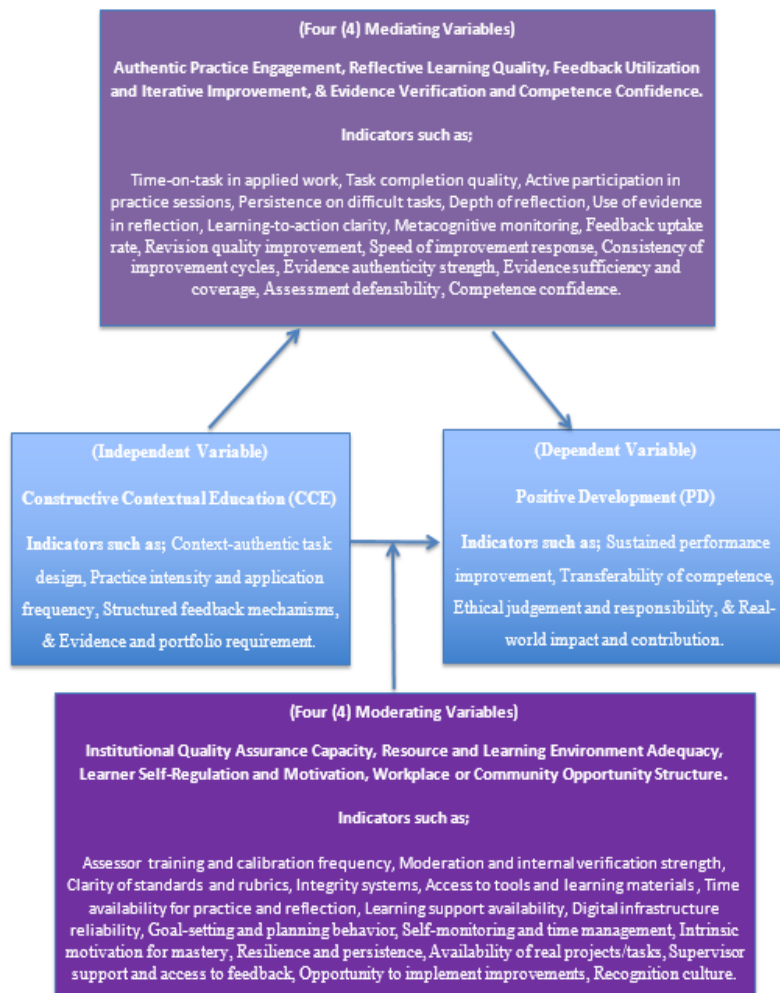 (Four (4) Mediating Variables)
Authentic Practice Engagement, Reflective Learning Quality, Feedback Utilization
and Iterative Improvement, & Evidence Verification and Competence Confidence.
Indicators such as;
Time-on-task in applied work, Task completion quality, Active participation in
practice sessions, Persistence on difficult tasks, Depth of reflection, Use of evidence
in reflection, Learning-to-action clarity, Metacognitive monitoring, Feedback uptake
rate, Revision quality improvement, Speed of improvement response, Consistency of
improvement cycles, Evidence authenticity strength, Evidence sufficiency and
coverage, Assessment defensibility, Competence confidence.
(Independent Variable)
Constructive Contextual Education (CCE)
Indicators such as; Context-authentic task
design, Practice intensity and application
frequency, Structured feedback mechanisms,
& Evidence and portfolio requirement.
(Dependent Variable)
Positive Development (PD)
Indicators such as; Sustained performance
improvement, Transferability of competence,
Ethical judgement and responsibility, & Real-
world impact and contribution.
(Four (4) Moderating Variables)
Institutional Quality Assurance Capacity, Resource and Learning Environment Adequacy,
Learner Self-Regulation and Motivation, Workplace or Community Opportunity Structure.
Indicators such as;
Assessor training and calibration frequency, Moderation and internal verification strength,
Clarity of standards and rubrics, Integrity systems, Access to tools and learning materials , Time
availability for practice and reflection, Learning support availability, Digital infrastructure
reliability, Goal-setting and planning behavior, Self-monitoring and time management, Intrinsic
motivation for mastery, Resilience and persistence, Availability of real projects/tasks, Supervisor
support and access to feedback, Opportunity to implement improvements, Recognition culture.